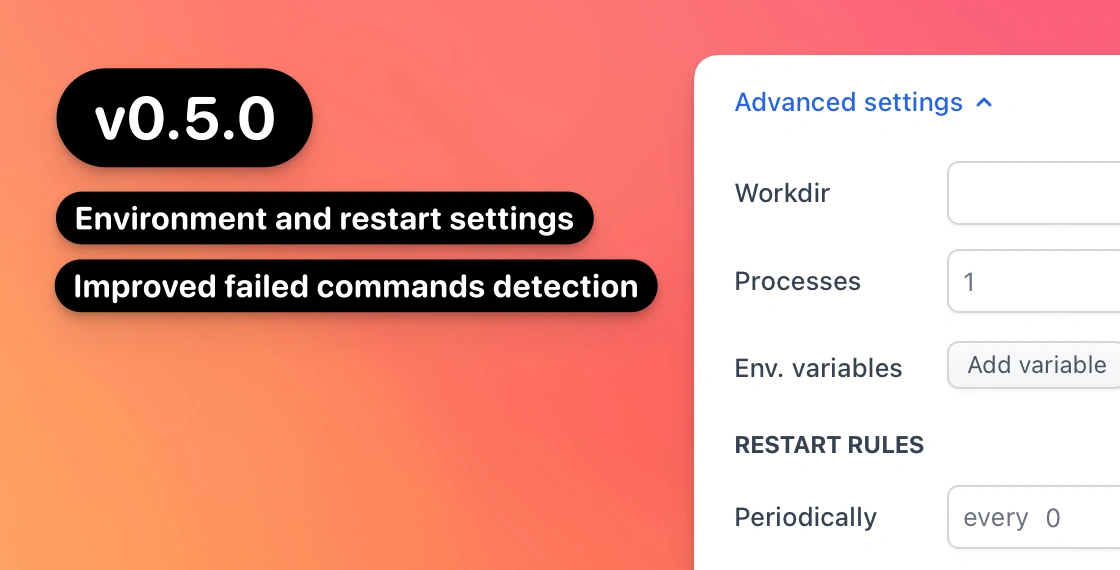 v0.5.0
Environment and restart settings
Improved failed commands detection
Advanced settings
Workdir
Processes 1
Env. variables Add variable
RESTART RULES
Periodically every 0